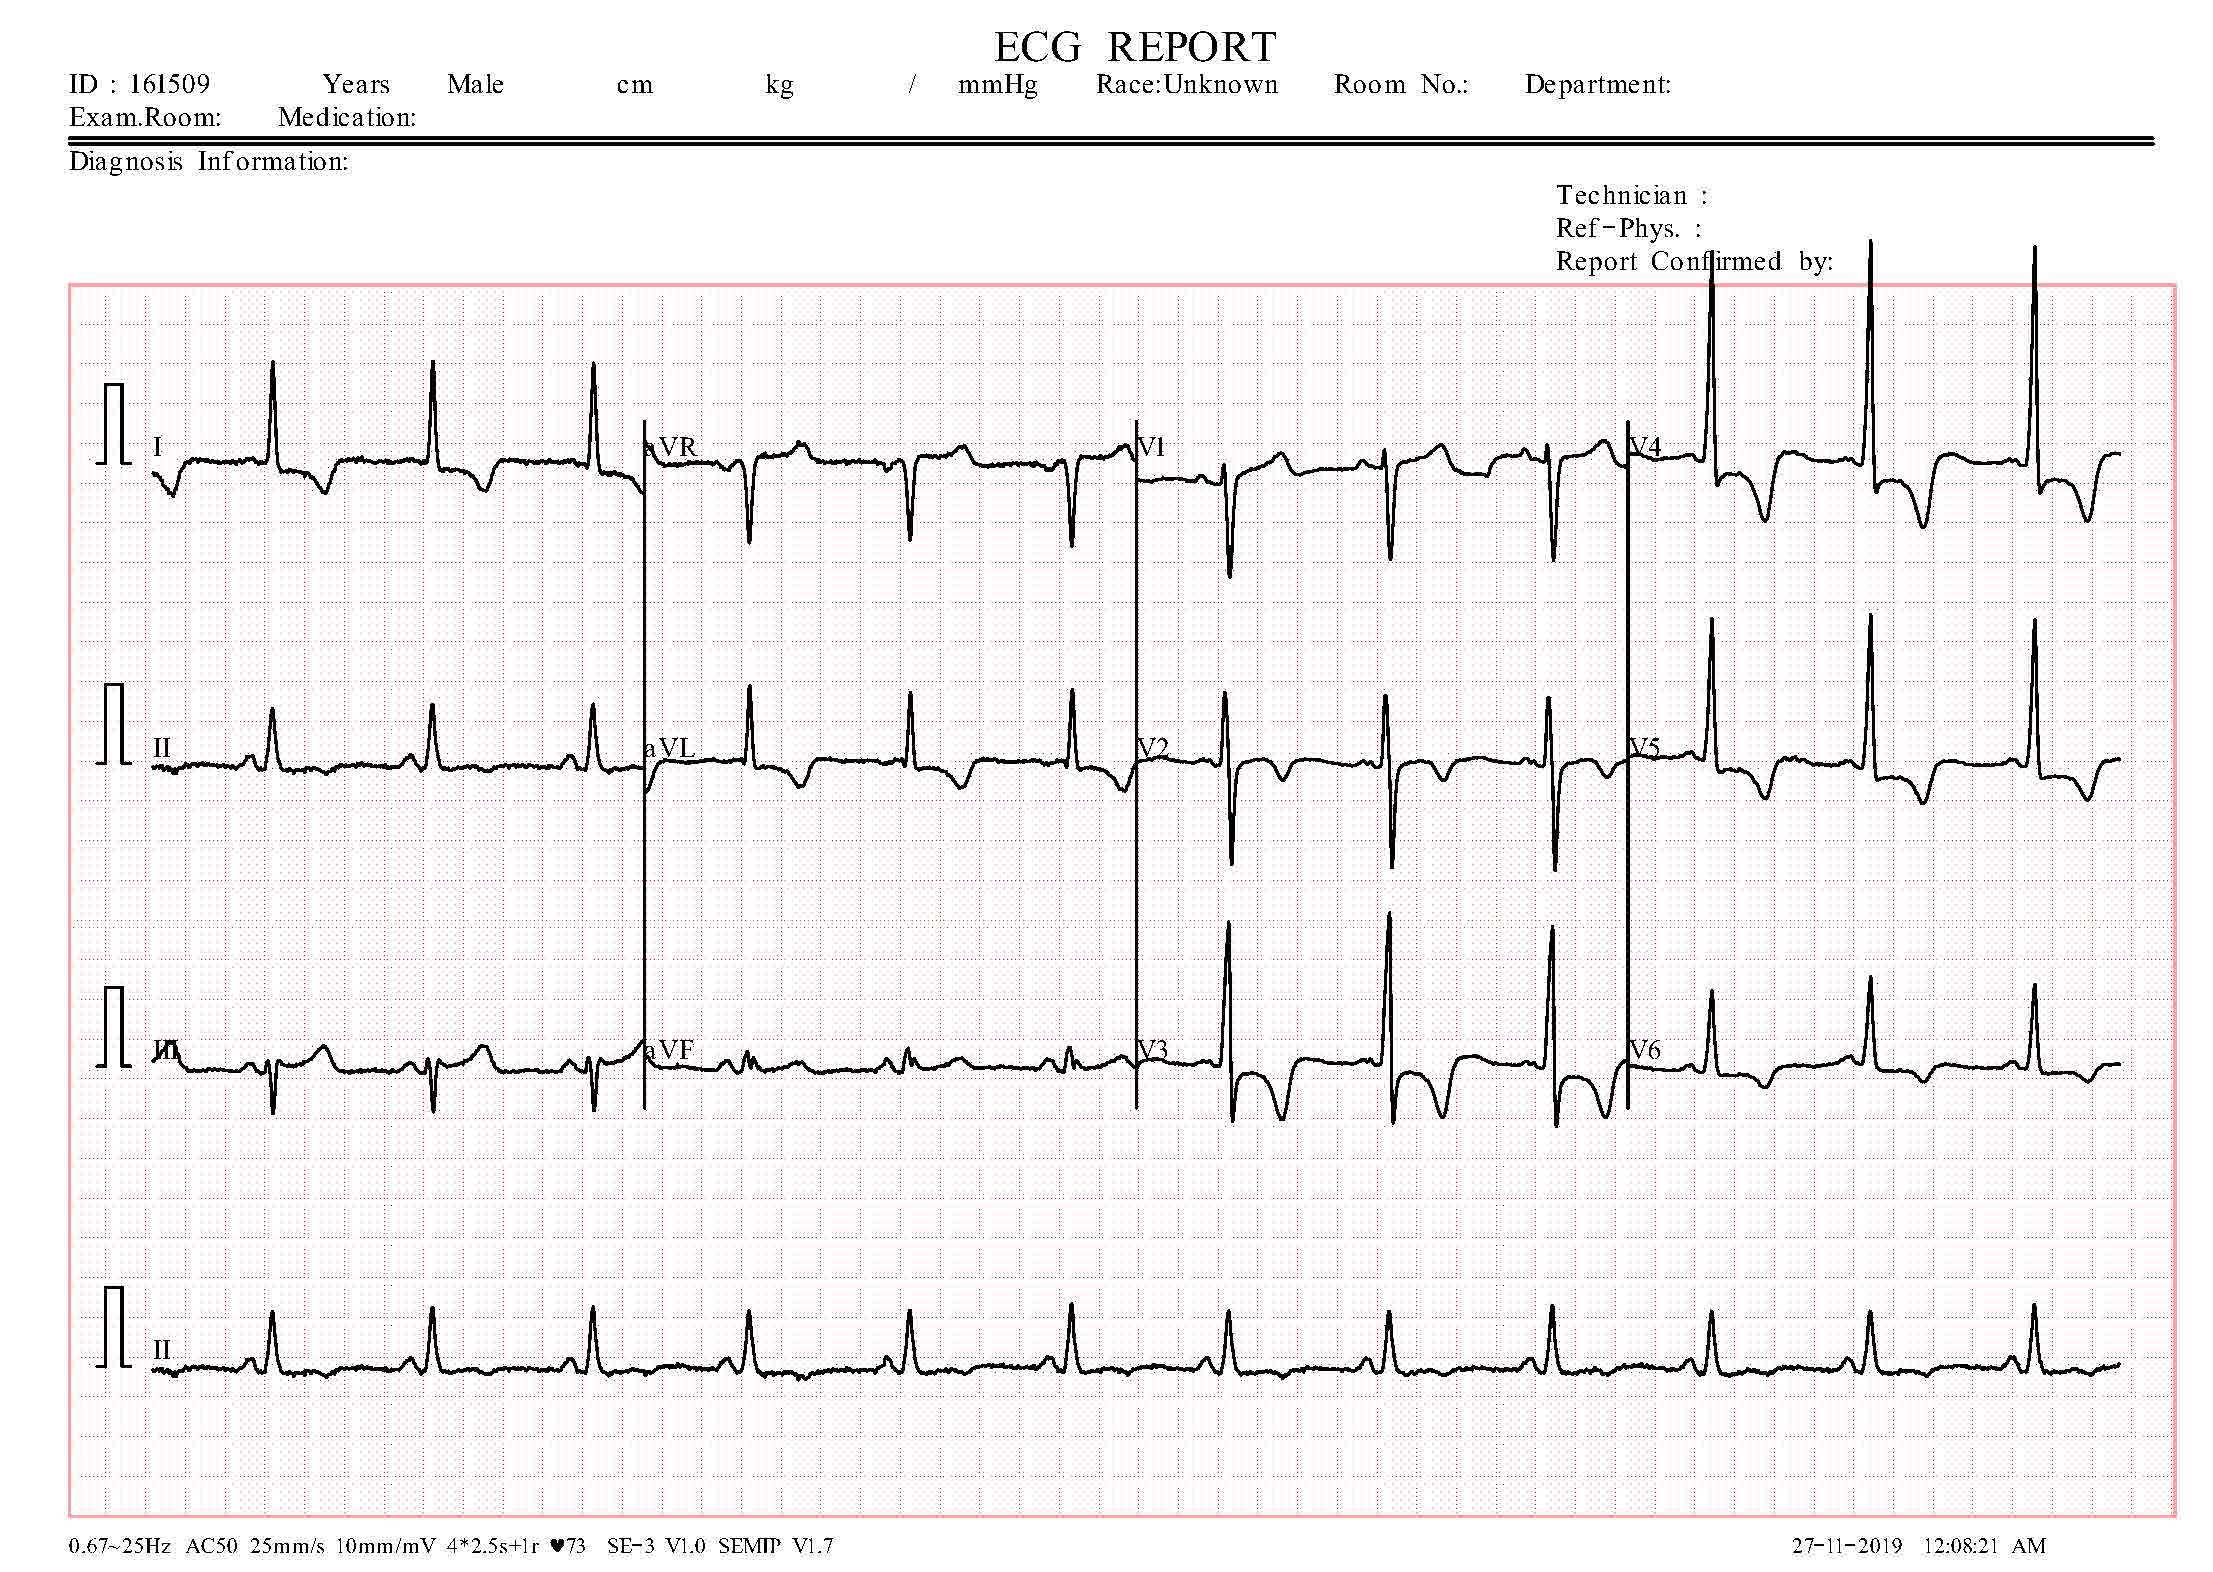 ECG REPORT
ID : 161509 Years Male cm kg / mmHg Race:Unknown Room No.: Department:
Exam.Room: Medication:
Diagnosis Information:
Technician :
Ref-Phys. :
Report Confirmed by:
I aVR V1 V4
II aVL V2 V5
III aVF V3 V6
II
0.67~25Hz AC50 25mm/s 10mm/mV 4*2.5s+1r ♥73 SE-3 V1.0 SEMIP V1.7 27-11-2019 12:08:21 AM